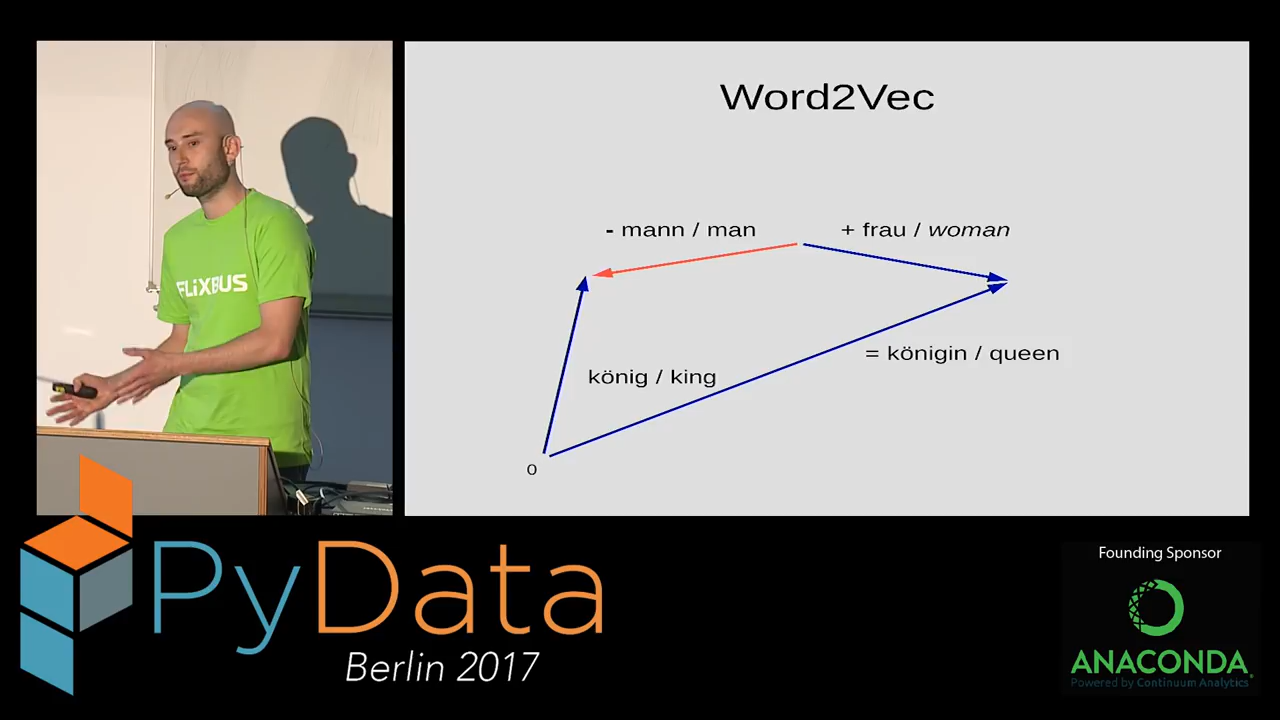 FLiXBUS
Word2Vec
- mann / man
+ frau / woman
= königin / queen
könig / king
0
PyData
Berlin 2017
Founding Sponsor
ANACONDA
Powered by Continuum Analytics